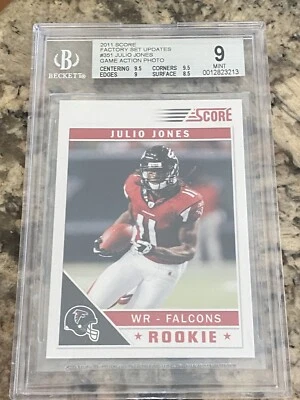 BECKETT
2011 SCORE
FACTORY SET UPDATES
#351 JULIO JONES
GAME ACTION PHOTO
CENTERING 9.5 CORNERS 9.5
EDGES 9 SURFACE 8.5
9
MINT
0012823213
SCORE
JULIO JONES
11
WR - FALCONS
★ ROOKIE ★